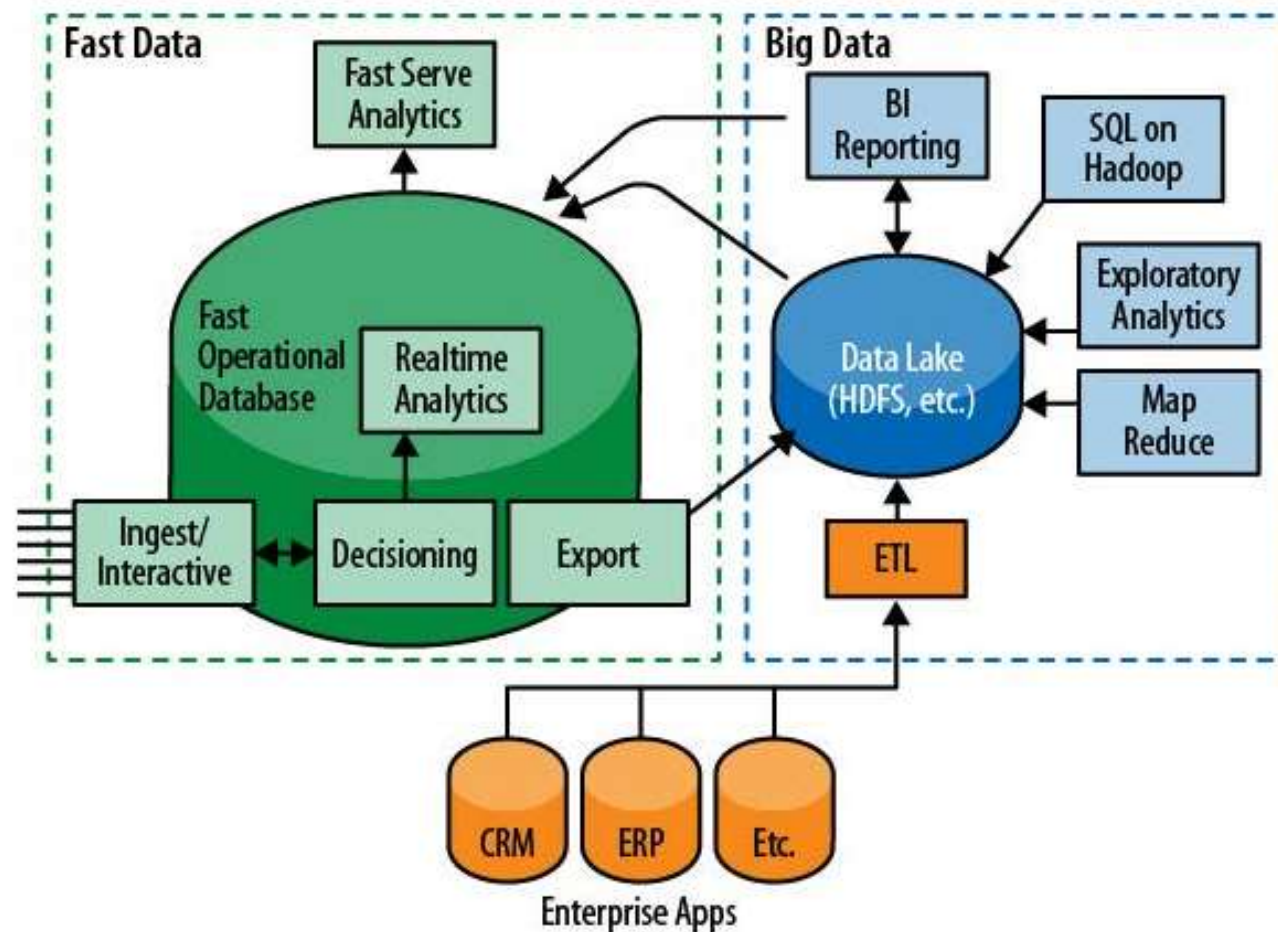 Fast Data
Fast Serve
Analytics
Fast
Operational
Database
Realtime
Analytics
Ingest/
Interactive
Decisioning
Export
Big Data
BI
Reporting
SQL on
Hadoop
Exploratory
Analytics
Data Lake
(HDFS, etc.)
Map
Reduce
ETL
CRM
ERP
Etc.
Enterprise Apps